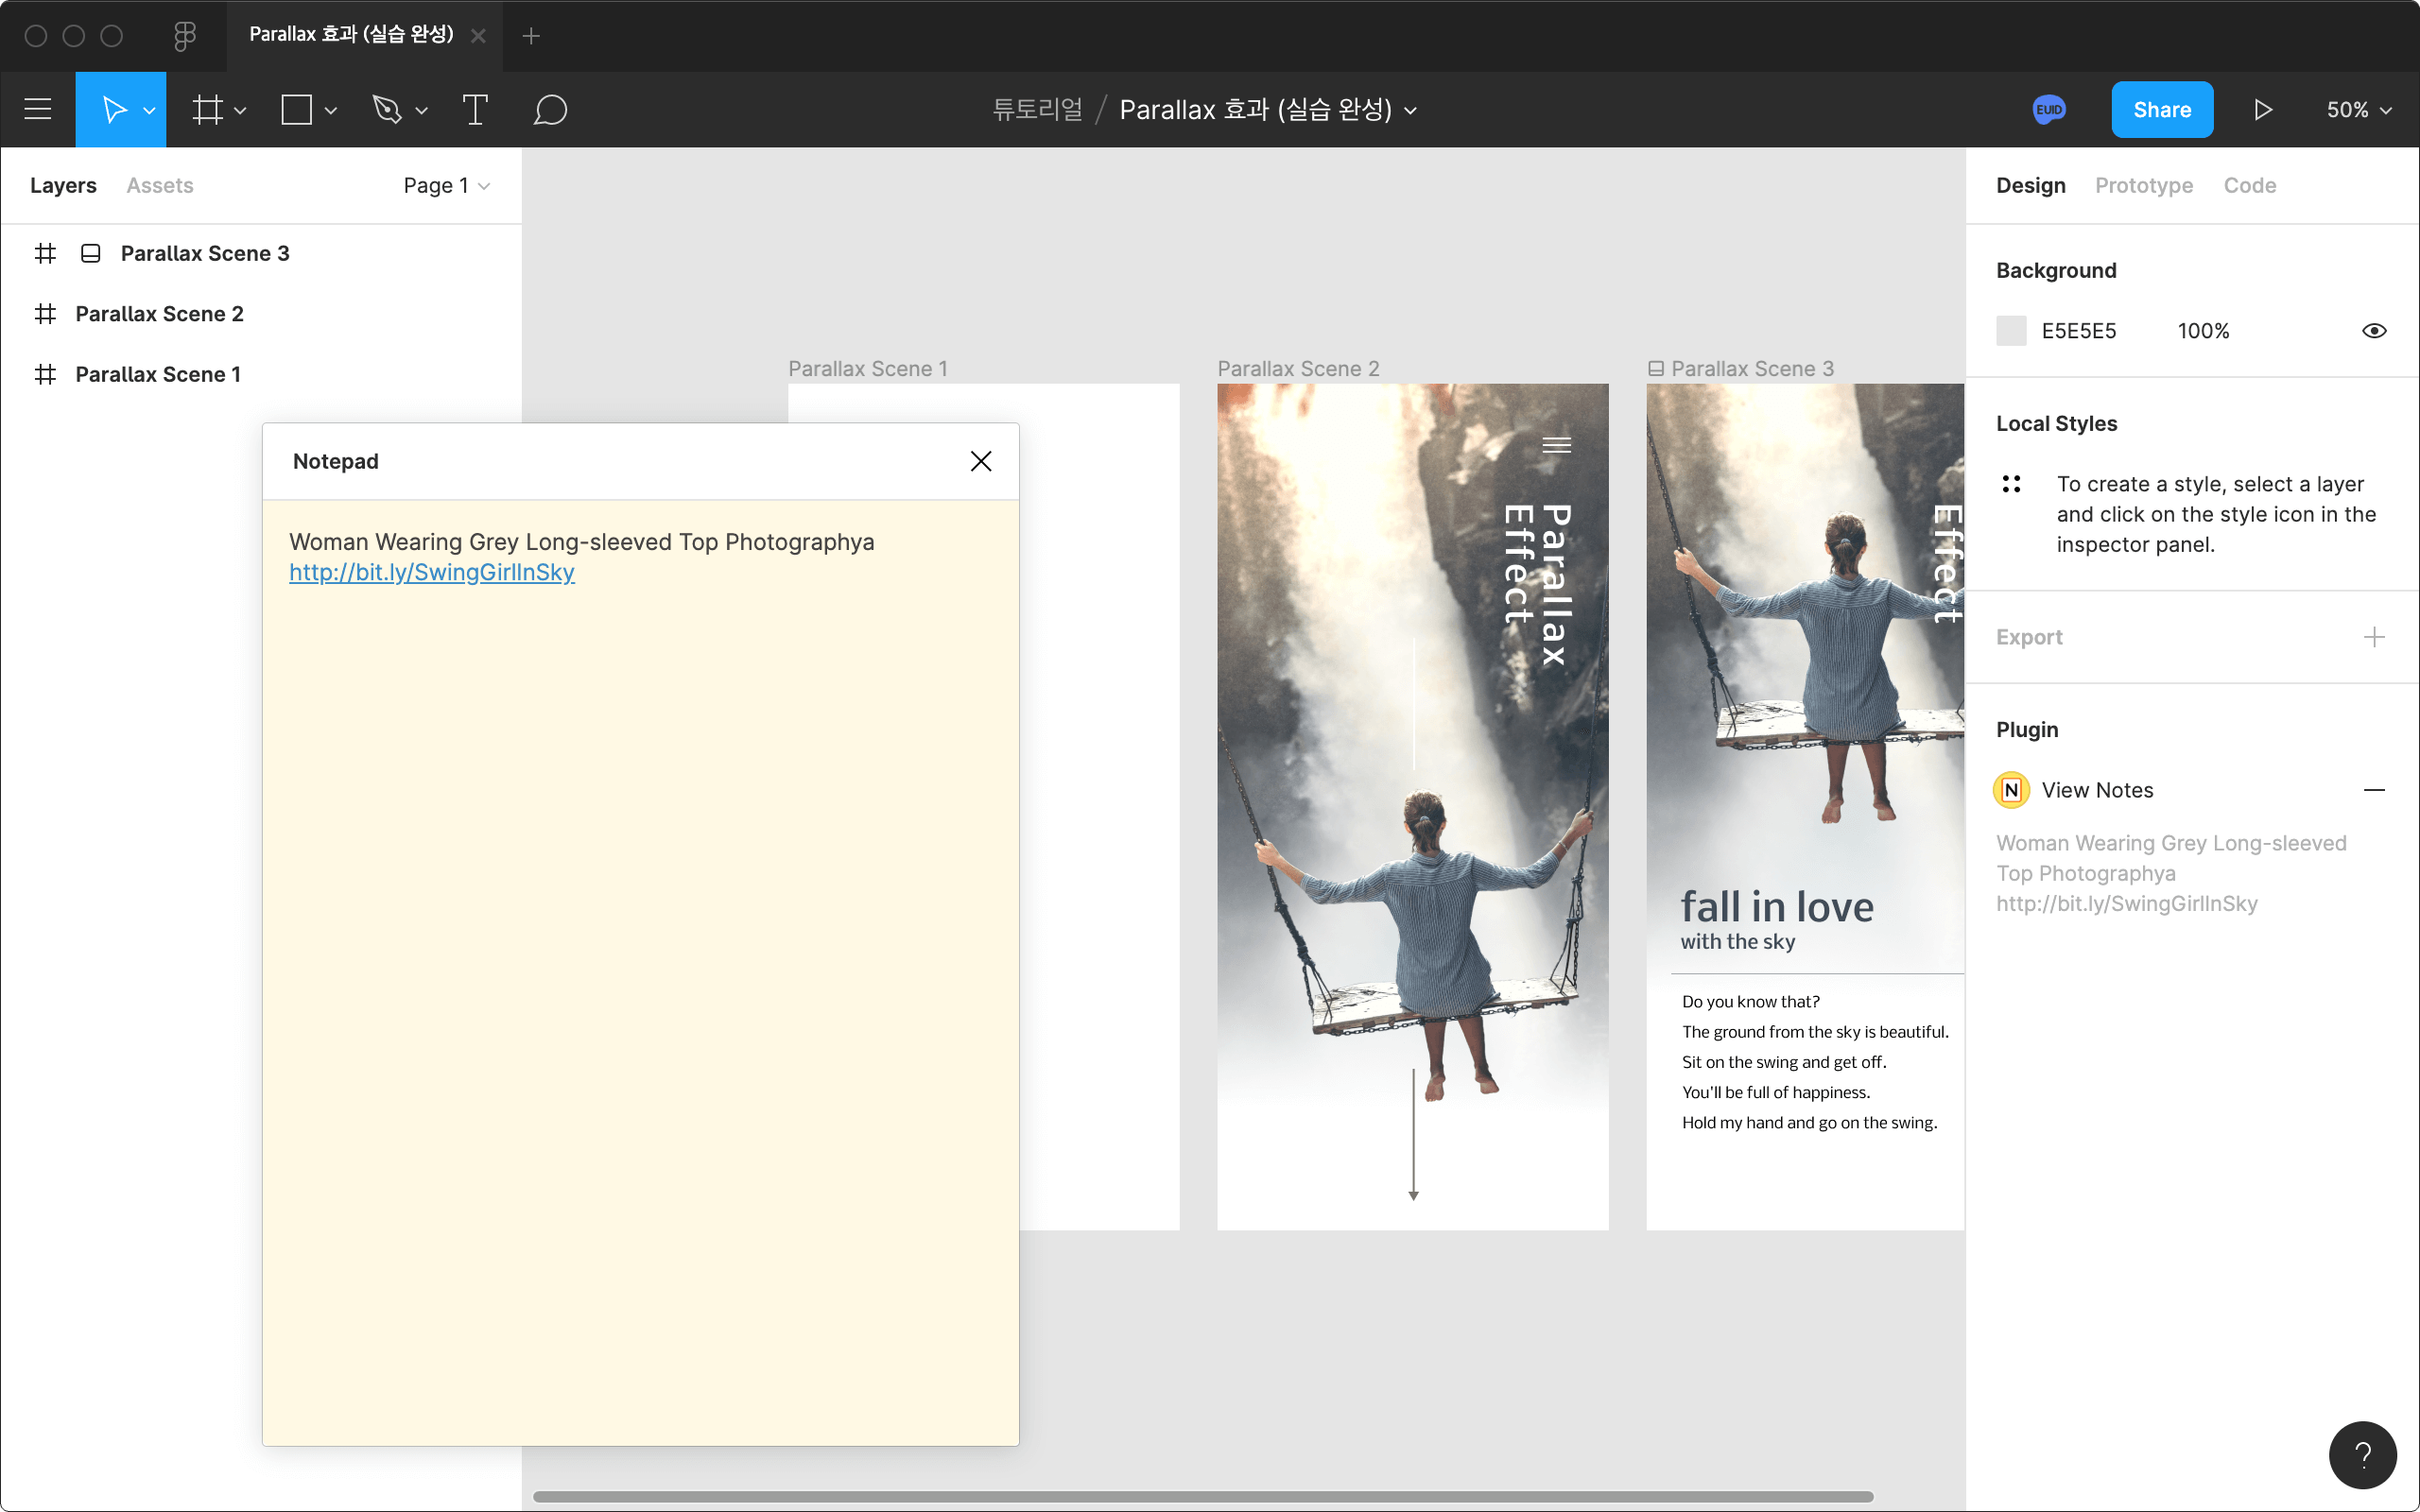 Parallax 효과 (실습 완성)
튜토리얼 / Parallax 효과 (실습 완성)
EUID
Share
50%
Layers
Assets
Page 1
Parallax Scene 3
Parallax Scene 2
Parallax Scene 1
Notepad
Woman Wearing Grey Long-sleeved Top Photographya
http://bit.ly/SwingGirlInSky
Parallax Scene 1
Parallax Scene 2
Parallax
Effect
Parallax Scene 3
Effect
fall in love
with the sky
Do you know that?
The ground from the sky is beautiful.
Sit on the swing and get off.
You'll be full of happiness.
Hold my hand and go on the swing.
Design
Prototype
Code
Background
E5E5E5
100%
Local Styles
To create a style, select a layer
and click on the style icon in the
inspector panel.
Export
Plugin
N
View Notes
Woman Wearing Grey Long-sleeved
Top Photographya
http://bit.ly/SwingGirlInSky
?